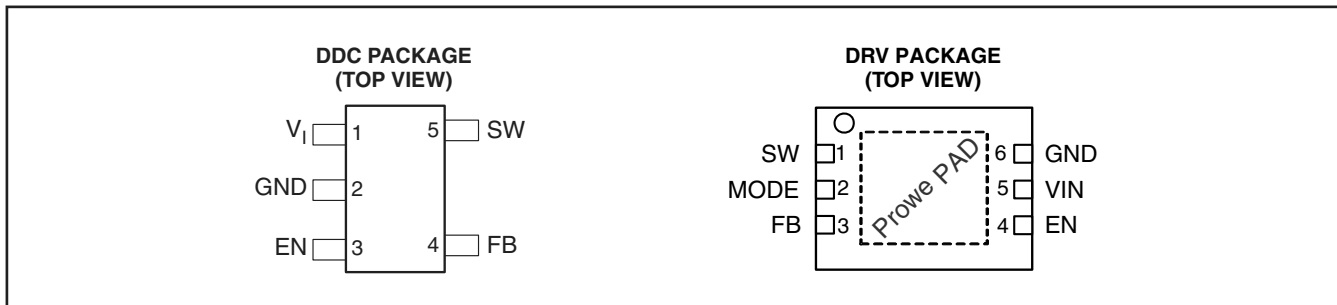 DDC PACKAGE
(TOP VIEW)
VI 1 5 SW
GND 2
EN 3 4 FB
DRV PACKAGE
(TOP VIEW)
SW 1 6 GND
MODE 2 5 VIN
FB 3 4 EN
Prowe PAD